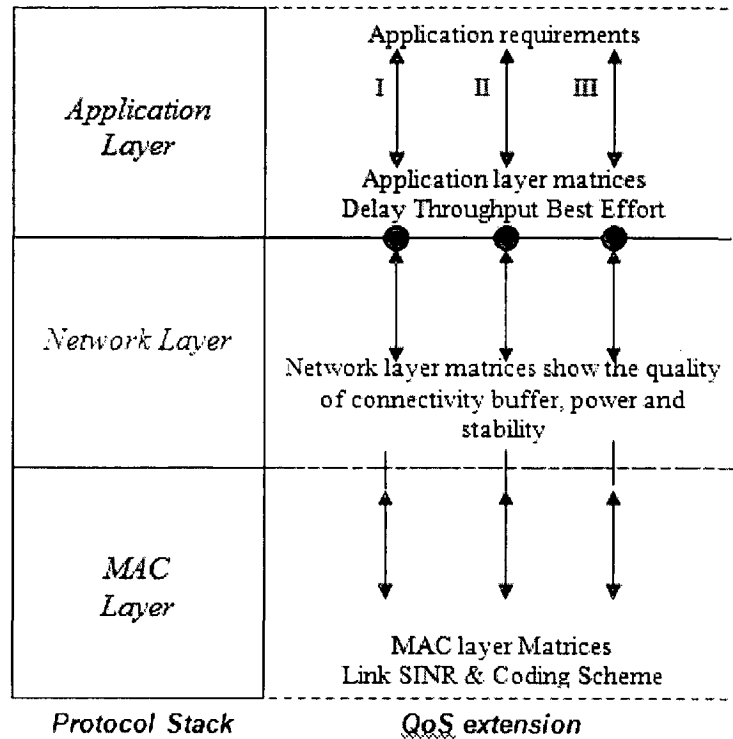 Application requirements
I II III
Application
Layer
Application layer matrices
Delay Throughput Best Effort
Network Layer
Network layer matrices show the quality
of connectivity buffer, power and
stability
MAC
Layer
MAC layer Matrices
Link SINR & Coding Scheme
Protocol Stack QoS extension